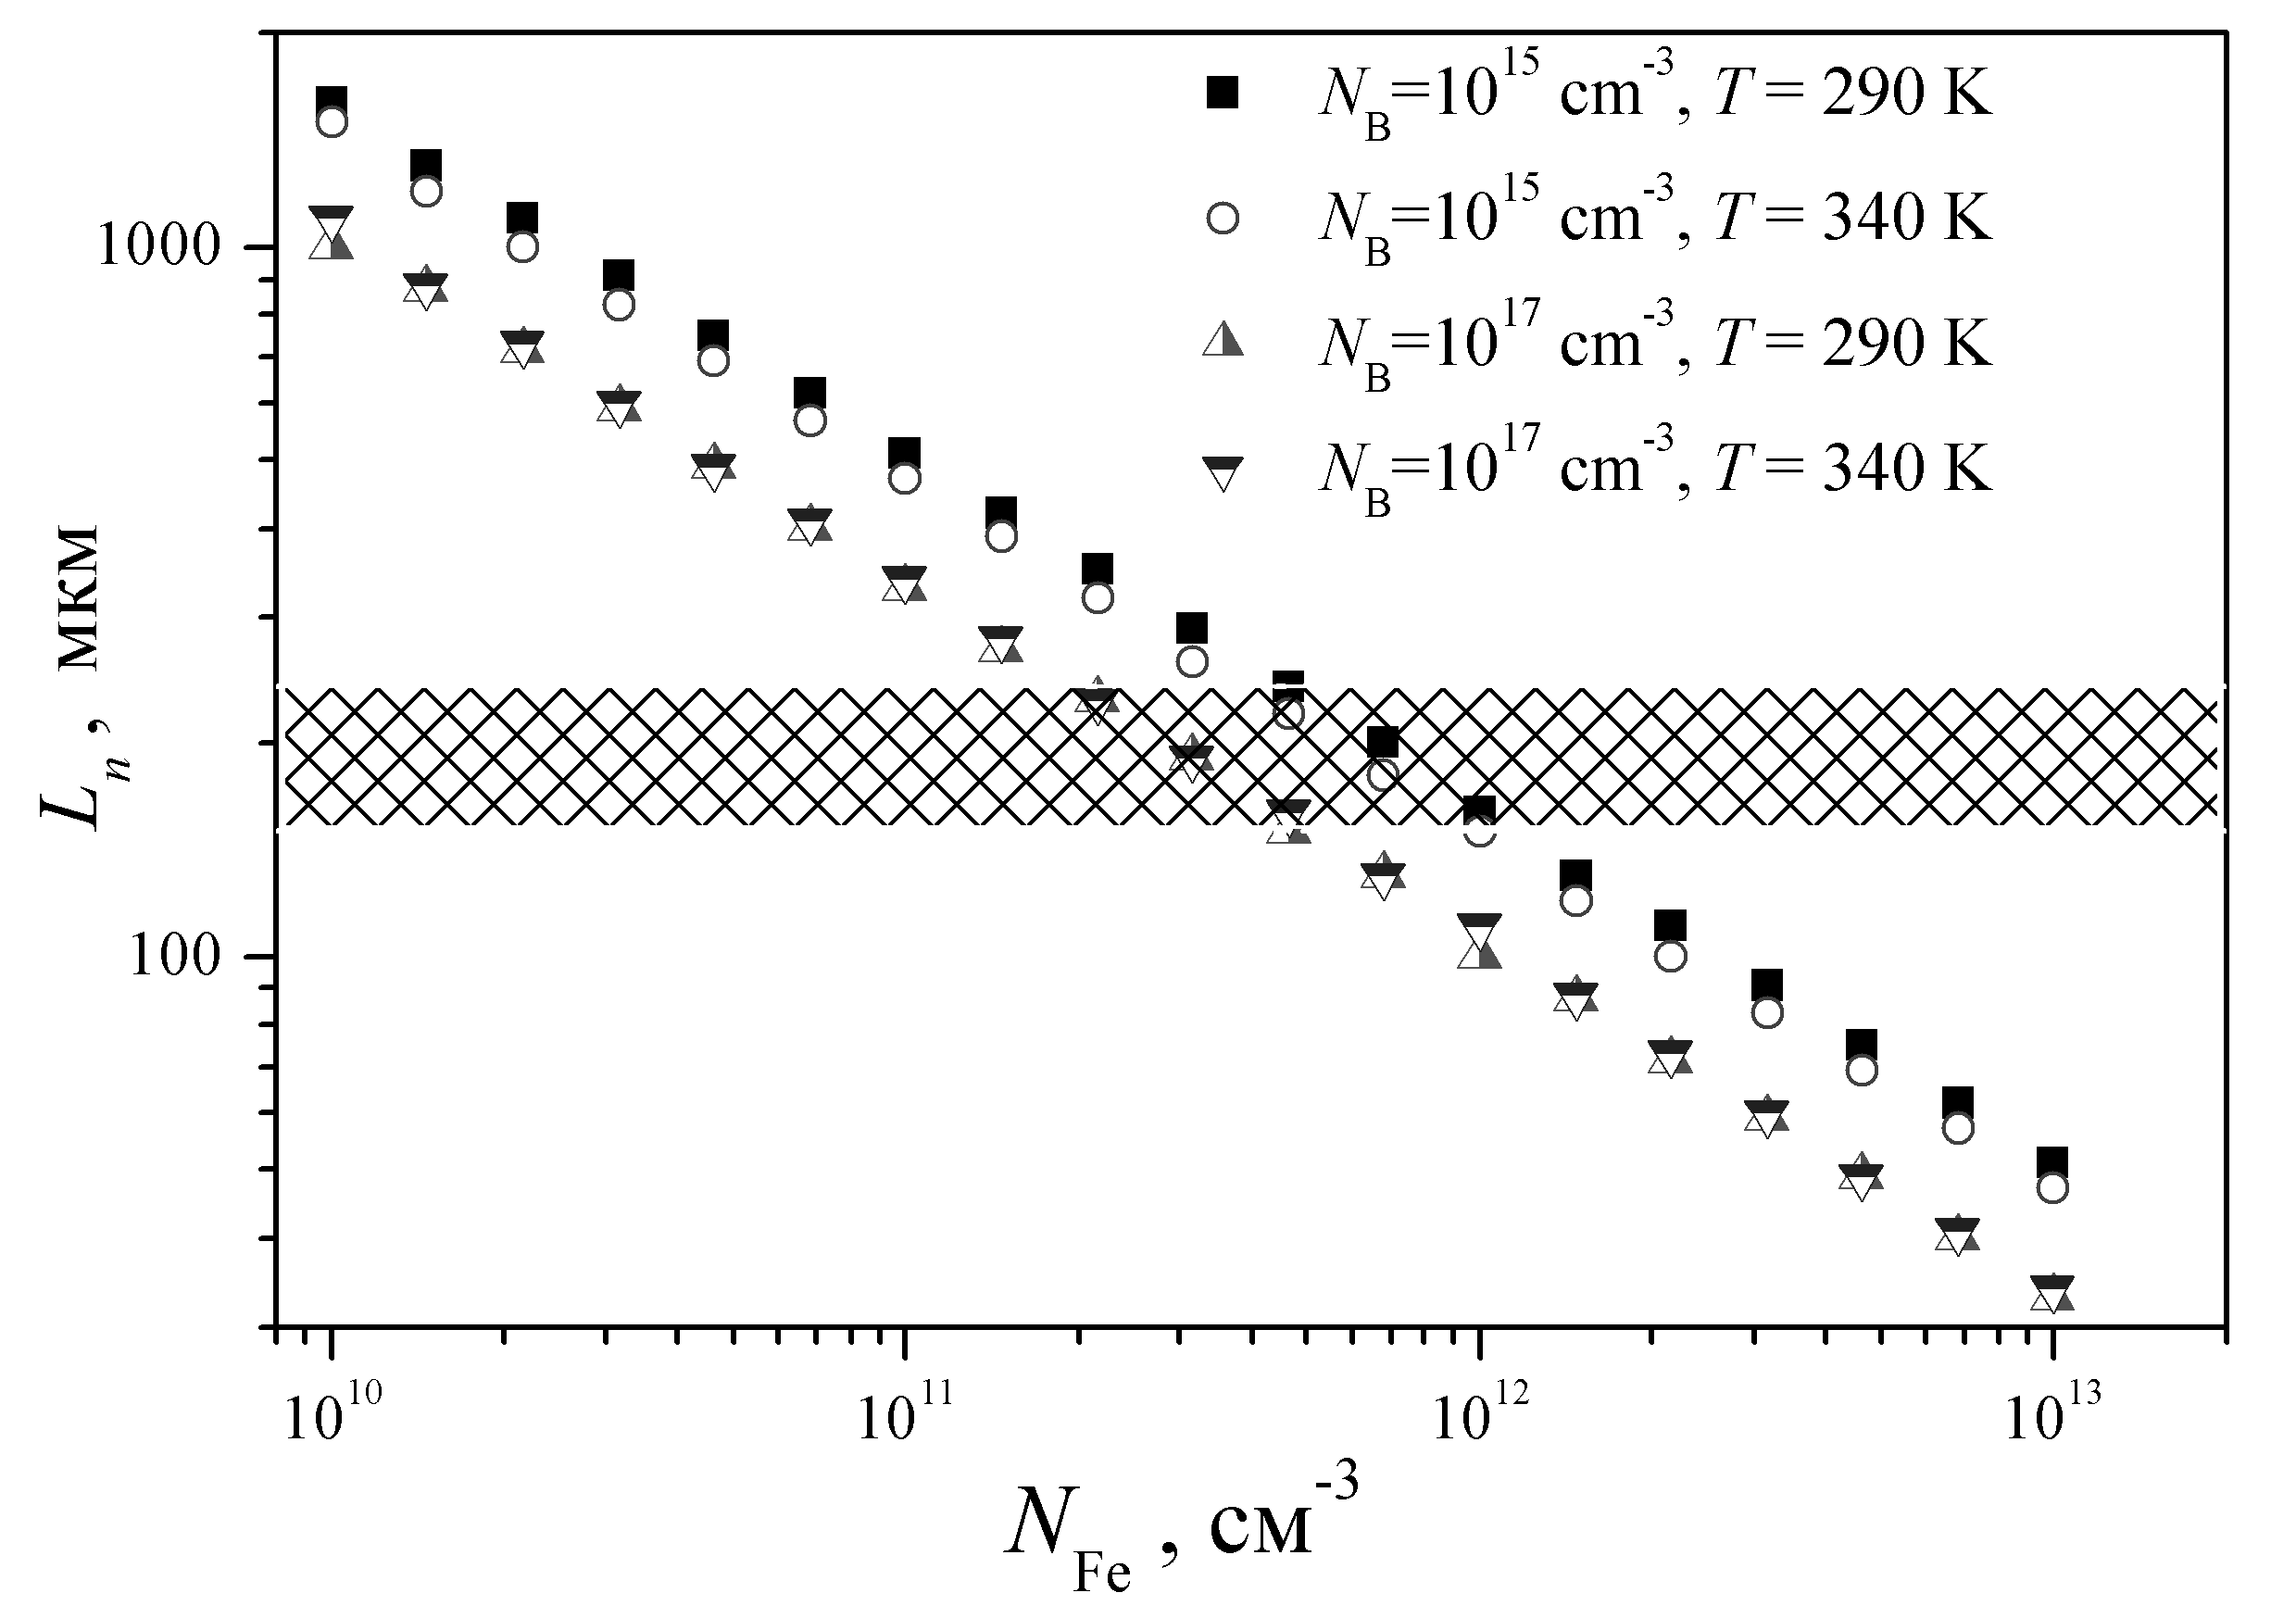 N_B=10^15 cm^-3, T = 290 K
N_B=10^15 cm^-3, T = 340 K
N_B=10^17 cm^-3, T = 290 K
N_B=10^17 cm^-3, T = 340 K
1000
100
L_n, мкм
10^10
10^11
10^12
10^13
N_Fe, см^-3